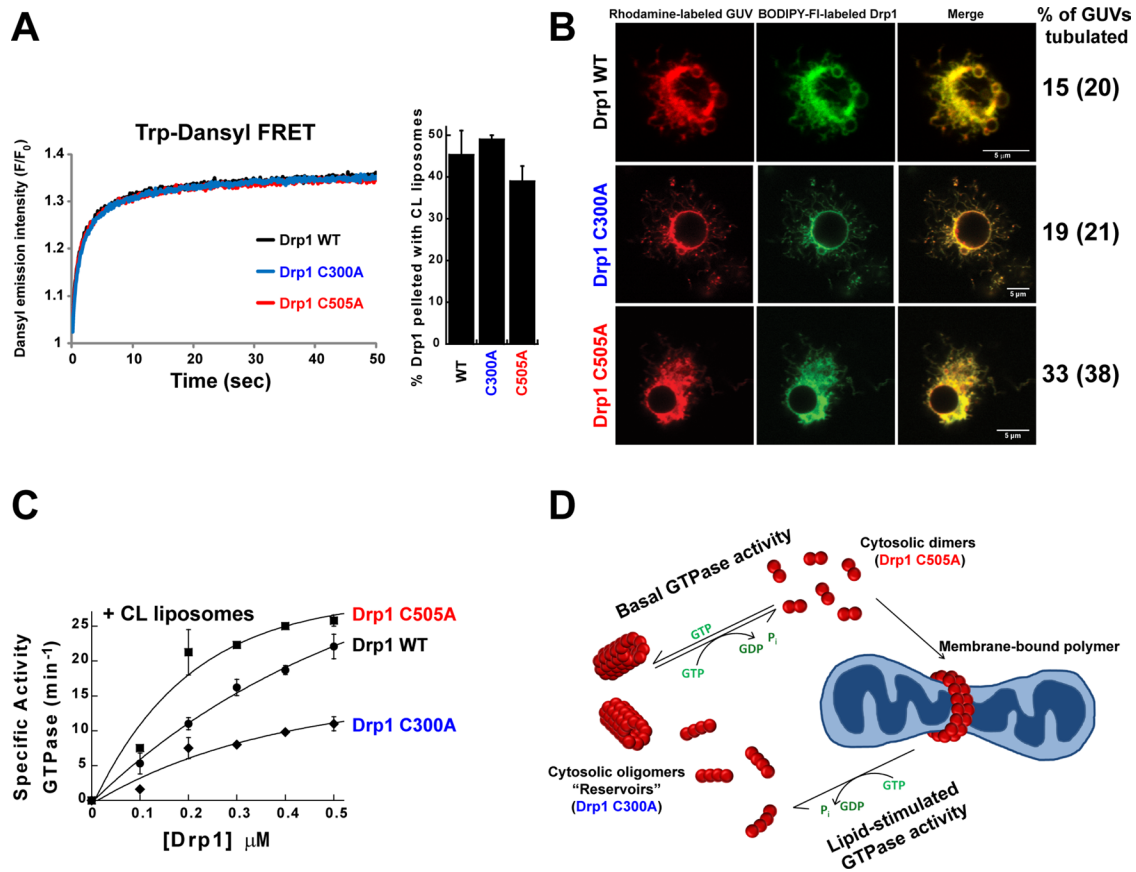 A
Trp-Dansyl FRET
Dansyl emission intensity (F/F0)
1.4
1.3
1.2
1.1
1
0
10
20
30
40
50
Time (sec)
Drp1 WT
Drp1 C300A
Drp1 C505A
% Drp1 pelleted with CL liposomes
50
40
30
20
10
0
WT
C300A
C505A
B
Rhodamine-labeled GUV
BODIPY-Fl-labeled Drp1
Merge
% of GUVs
tubulated
Drp1 WT
5 µm
15 (20)
Drp1 C300A
5 µm
19 (21)
Drp1 C505A
5 µm
33 (38)
C
+ CL liposomes
Specific Activity
GTPase (min-1)
30
25
20
15
10
5
0
0
0.1
0.2
0.3
0.4
0.5
[Drp1] µM
Drp1 C505A
Drp1 WT
Drp1 C300A
D
Basal GTPase activity
Cytosolic dimers
(Drp1 C505A)
GTP
GTP
GDP
Pi
Membrane-bound polymer
Cytosolic oligomers
“Reservoirs”
(Drp1 C300A)
Pi
GDP
GTP
Lipid-stimulated
GTPase activity